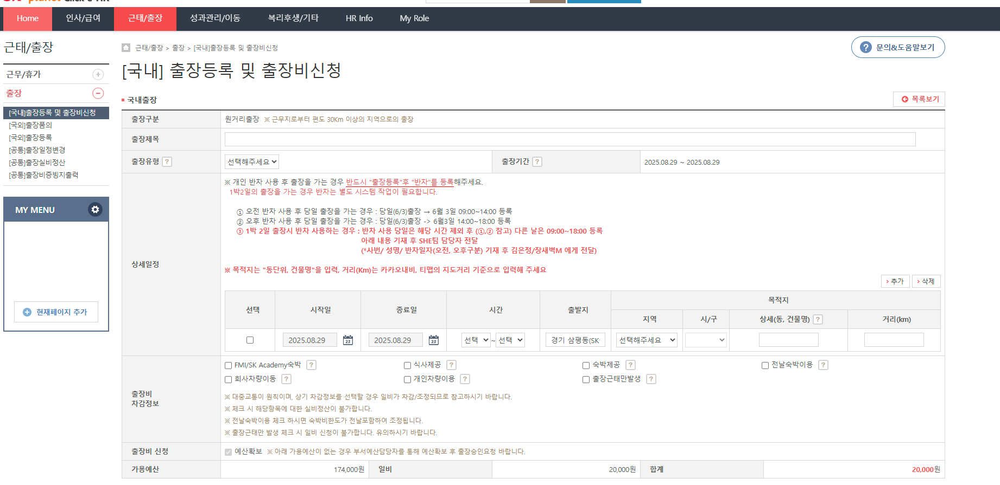 Home 인사/급여 근태/출장 성과관리/이동 복리후생/기타 HR Info My Role
근태/출장
근무/휴가
출장
[국내]출장등록 및 출장비신청
[국외]출장품의
[국외]출장등록
[공통]출장일정변경
[공통]출장실비정산
[공통]출장비증빙지출력
MY MENU
현재페이지 추가
근태/출장 > 출장 > [국내]출장등록 및 출장비신청
? 문의&도움말보기
[국내] 출장등록 및 출장비신청
국내출장
목록보기
출장구분 원거리출장 ※ 근무지로부터 편도 30Km 이상의 지역으로의 출장
출장제목
출장유형 ? 선택해주세요 출장기간 ? 2025.08.29 ~ 2025.08.29
상세일정
※ 개인 반차 사용 후 출장을 가는 경우 반드시 "출장등록"후 "반차"를 등록해주세요.
1박2일의 출장을 가는 경우 반차는 별도 시스템 작업이 필요합니다.
① 오전 반차 사용 후 당일 출장을 가는 경우 : 당일(6/3)출장 → 6월 3일 09:00~14:00 등록
② 오후 반차 사용 후 당일 출장을 가는 경우 : 당일(6/3)출장 -> 6월3일 14:00~18:00 등록
③ 1박 2일 출장시 반차 사용하는 경우 : 반차 사용 당일은 해당 시간 제외 후 (①,② 참고) 다른 날은 09:00~18:00 등록
아래 내용 기재 후 SHE팀 담당자 전달
(*사번/ 성명/ 반차일자(오전, 오후구분) 기재 후 김은정/장새벽M 에게 전달)
※ 목적지는 "동단위, 건물명"을 입력, 거리(Km)는 카카오내비, 티맵의 지도거리 기준으로 입력해 주세요
› 추가 › 삭제
선택 시작일 종료일 시간 출발지 목적지
지역 시/구 상세(동, 건물명) ? 거리(km)
2025.08.29 23 2025.08.29 23 선택 ~ 선택 경기 삼평동(SK 선택해주세요
출장비
차감정보
FMI/SK Academy숙박 ? 식사제공 ? 숙박제공 ? 전날숙박이용 ?
회사차량이동 ? 개인차량이용 ? 출장근태만발생 ?
※ 대중교통이 원칙이며, 상기 차감정보를 선택할 경우 일비가 차감/조정되므로 참고하시기 바랍니다.
※ 체크 시 해당항목에 대한 실비정산이 불가합니다.
※ 전날숙박이용 체크 하시면 숙박비한도가 전날포함하여 조정됩니다.
※ 출장근태만 발생 체크 시 일비 신청이 불가합니다. 유의하시기 바랍니다.
출장비 신청 예산확보 ※ 아래 가용예산이 없는 경우 부서예산담당자를 통해 예산확보 후 출장승인요청 바랍니다.
가용예산 174,000원 일비 20,000원 합계 20,000원